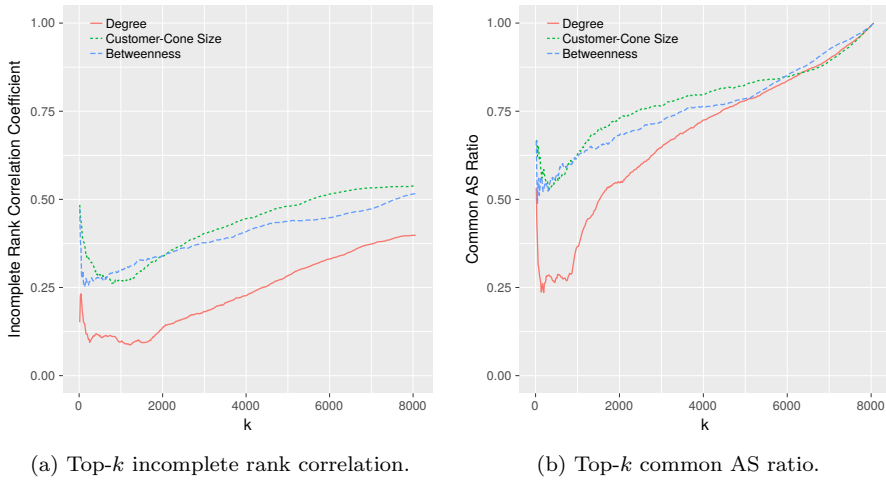 Degree
Customer-Cone Size
Betweenness
1.00
0.75
0.50
0.25
0.00
Incomplete Rank Correlation Coefficient
0 2000 4000 6000 8000
k
(a) Top-k incomplete rank correlation.
Degree
Customer-Cone Size
Betweenness
1.00
0.75
0.50
0.25
0.00
Common AS Ratio
0 2000 4000 6000 8000
k
(b) Top-k common AS ratio.